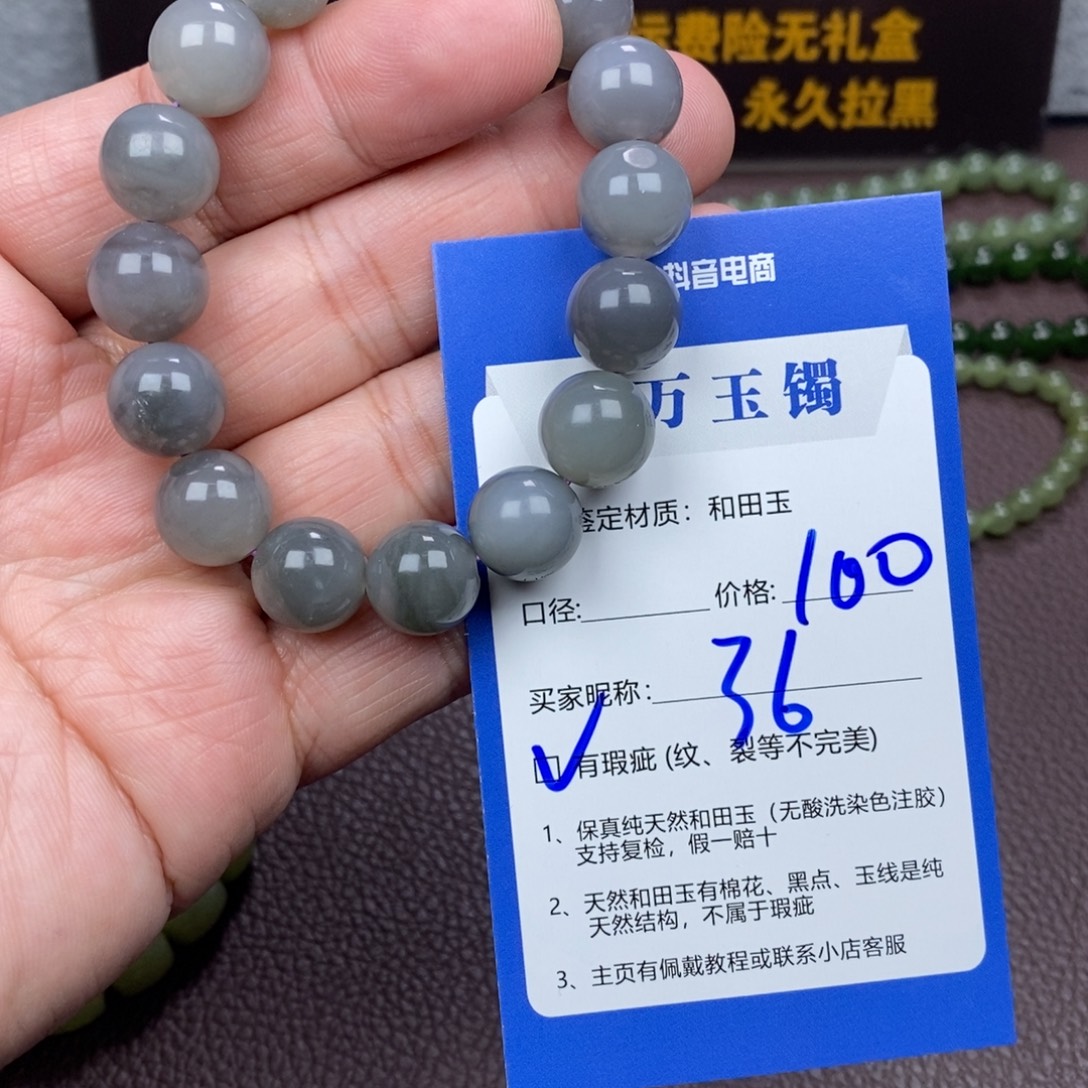 运费险无礼盒
永久拉黑
抖音电商
万玉镯
鉴定材质：和田玉
口径: 价格: 100
买家昵称： 36
✓ 有瑕疵 (纹、裂等不完美)
1、保真纯天然和田玉（无酸洗染色注胶）
支持复检，假一赔十
2、天然和田玉有棉花、黑点、玉线是纯
天然结构，不属于瑕疵
3、主页有佩戴教程或联系小店客服